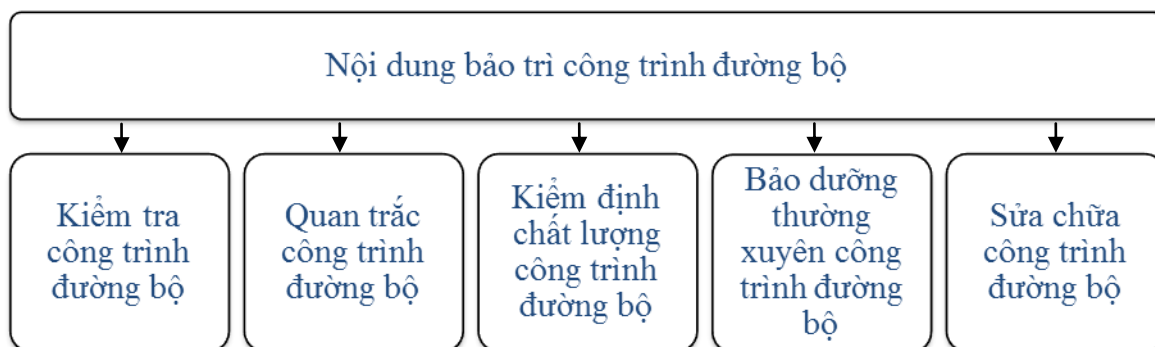 Nội dung bảo trì công trình đường bộ
Kiểm tra
công trình
đường bộ
Quan trắc
công trình
đường bộ
Kiểm định
chất lượng
công trình
đường bộ
Bảo dưỡng
thường
xuyên công
trình đường
bộ
Sửa chữa
công trình
đường bộ